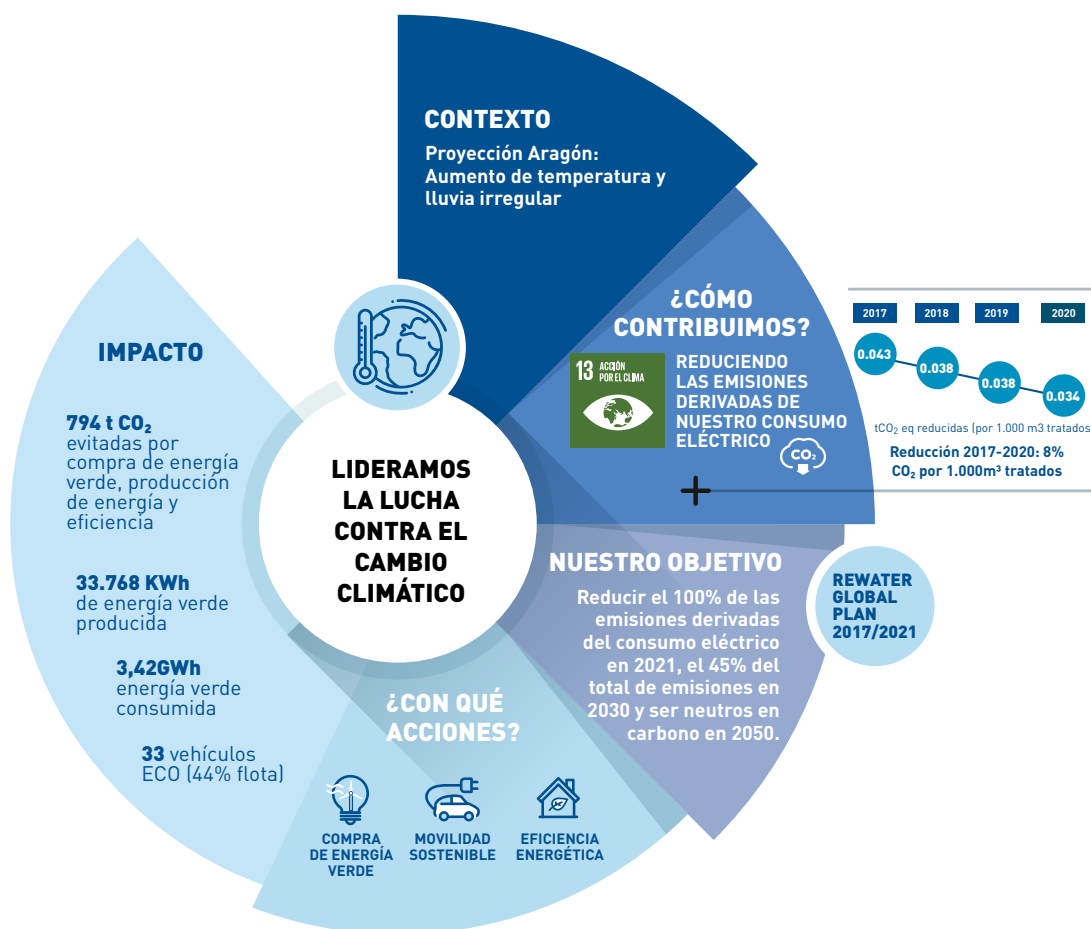 CONTEXTO
Proyección Aragón:
Aumento de temperatura y
lluvia irregular
¿CÓMO
CONTRIBUIMOS?
13 ACCIÓN
POR EL CLIMA
REDUCIENDO
LAS EMISIONES
DERIVADAS DE
NUESTRO CONSUMO
ELÉCTRICO
CO₂
+
2017
2018
2019
2020
0.043
0.038
0.038
0.034
tCO₂ eq reducidas (por 1.000 m3 tratados
Reducción 2017-2020: 8%
CO₂ por 1.000m³ tratados
NUESTRO OBJETIVO
Reducir el 100% de las
emisiones derivadas
del consumo eléctrico
en 2021, el 45% del
total de emisiones en
2030 y ser neutros en
carbono en 2050.
REWATER
GLOBAL
PLAN
2017/2021
¿CON QUÉ
ACCIONES?
COMPRA
DE ENERGÍA
VERDE
MOVILIDAD
SOSTENIBLE
EFICIENCIA
ENERGÉTICA
IMPACTO
794 t CO₂
evitadas por
compra de energía
verde, producción
de energía y
eficiencia
33.768 KWh
de energía verde
producida
3,42GWh
energía verde
consumida
33 vehículos
ECO (44% flota)
LIDERAMOS
LA LUCHA
CONTRA EL
CAMBIO
CLIMÁTICO